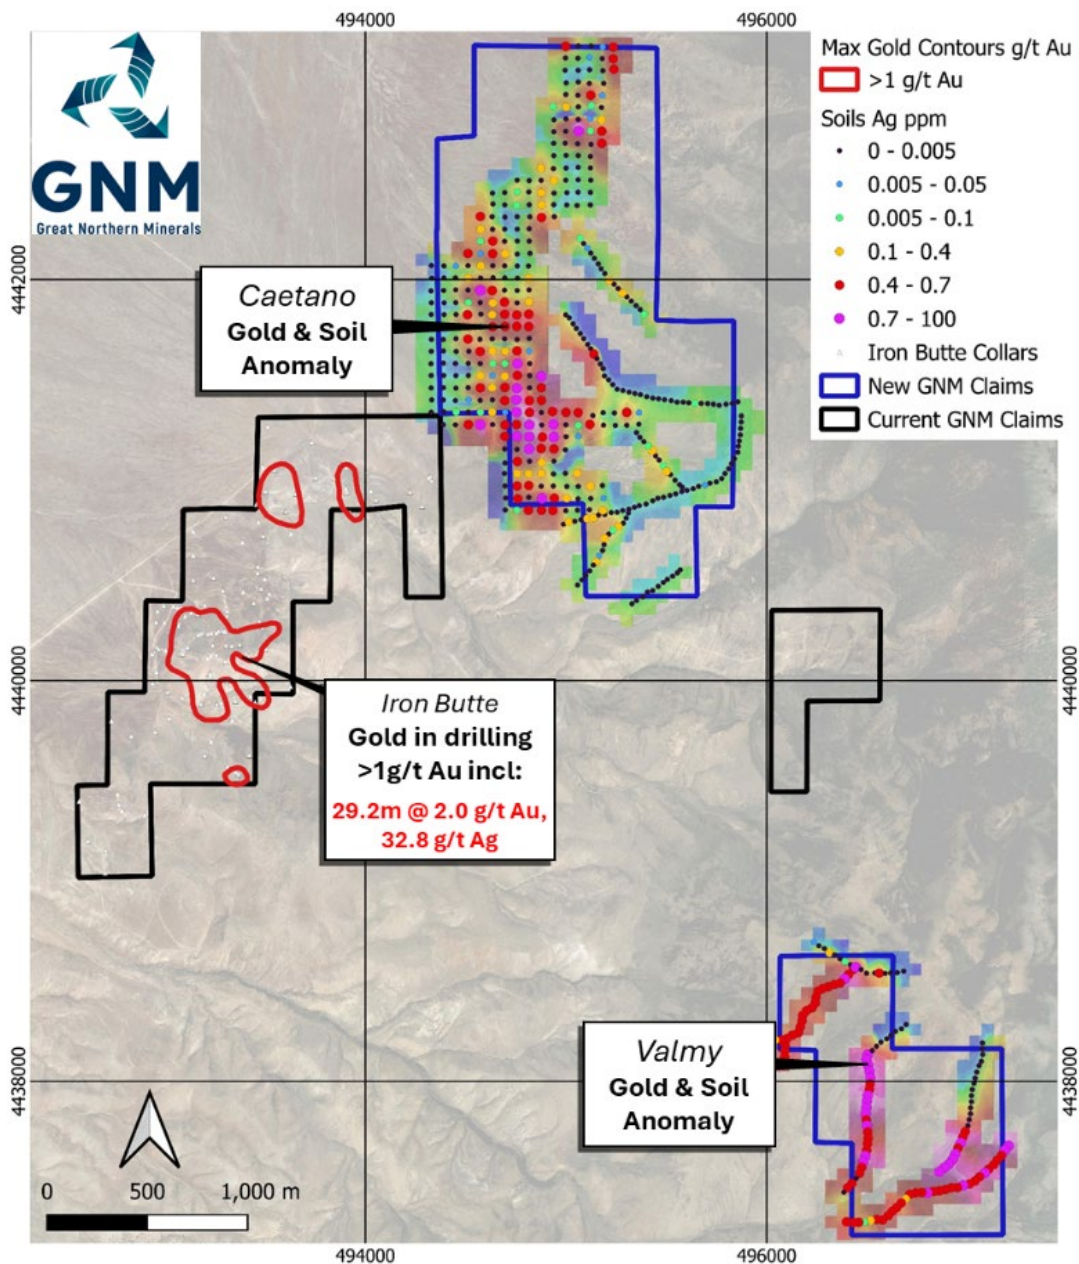 494000
496000
GNM
Great Northern Minerals
Max Gold Contours g/t Au
>1 g/t Au
Soils Ag ppm
0 - 0.005
0.005 - 0.05
0.005 - 0.1
0.1 - 0.4
0.4 - 0.7
0.7 - 100
Iron Butte Collars
New GNM Claims
Current GNM Claims
4442000
Caetano
Gold & Soil
Anomaly
4440000
4440000
Iron Butte
Gold in drilling
>1g/t Au incl:
29.2m @ 2.0 g/t Au,
32.8 g/t Ag
Valmy
Gold & Soil
Anomaly
4438000
4438000
0 500 1,000 m
494000
496000